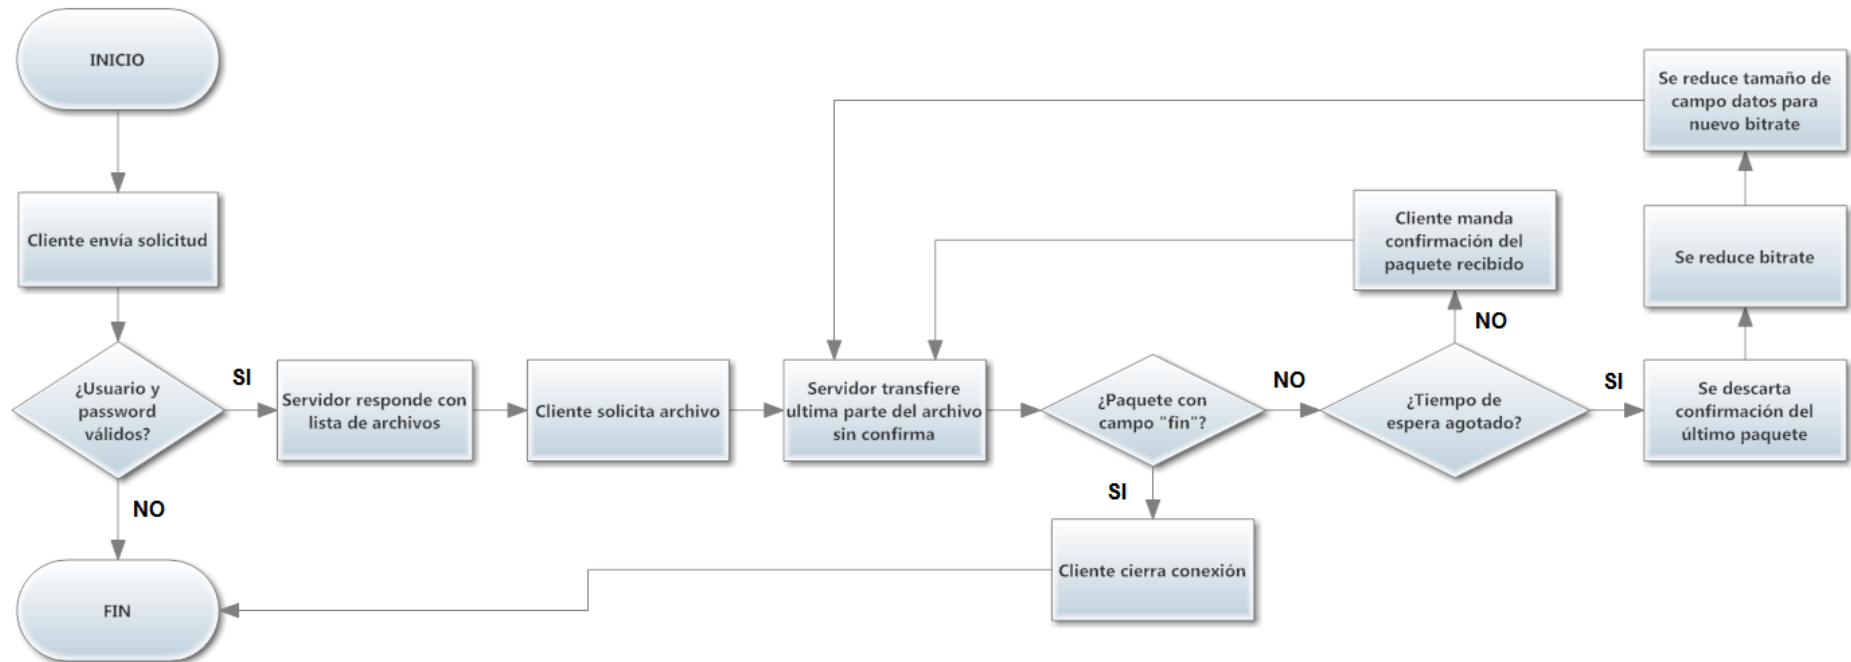 INICIO
Cliente envía solicitud
¿Usuario y
password
válidos?
SI
NO
FIN
Servidor responde con
lista de archivos
Cliente solicita archivo
Servidor transfiere
ultima parte del archivo
sin confirma
¿Paquete con
campo "fin"?
NO
SI
Cliente cierra conexión
¿Tiempo de
espera agotado?
NO
SI
Cliente manda
confirmación del
paquete recibido
Se descarta
confirmación del
último paquete
Se reduce bitrate
Se reduce tamaño de
campo datos para
nuevo bitrate